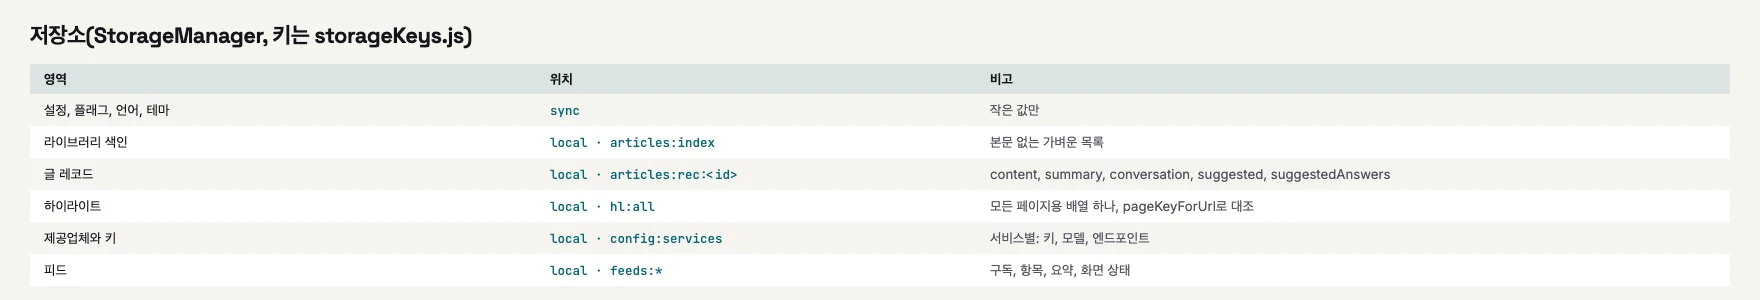 저장소(StorageManager, 키는 storageKeys.js)
영역 위치 비고
설정, 플래그, 언어, 테마 sync 작은 값만
라이브러리 색인 local · articles:index 본문 없는 가벼운 목록
글 레코드 local · articles:rec:<id> content, summary, conversation, suggested, suggestedAnswers
하이라이트 local · hl:all 모든 페이지용 배열 하나, pageKeyForUrl로 대조
제공업체와 키 local · config:services 서비스별: 키, 모델, 엔드포인트
피드 local · feeds:* 구독, 항목, 요약, 화면 상태